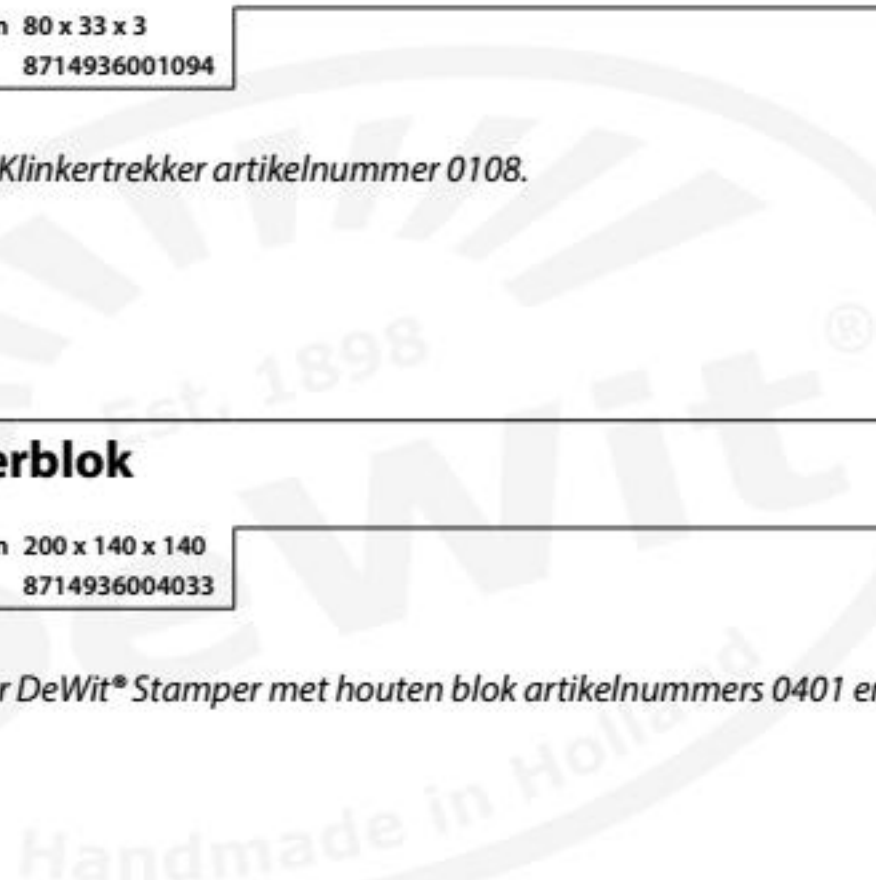 80 x 33 x 3
8714936001094
Klinkertrekker artikelnummer 0108.
Est. 1898
®
erblok
200 x 140 x 140
8714936004033
DeWit® Stamper met houten blok artikelnummers 0401 en
eWit
Handmade in Holland